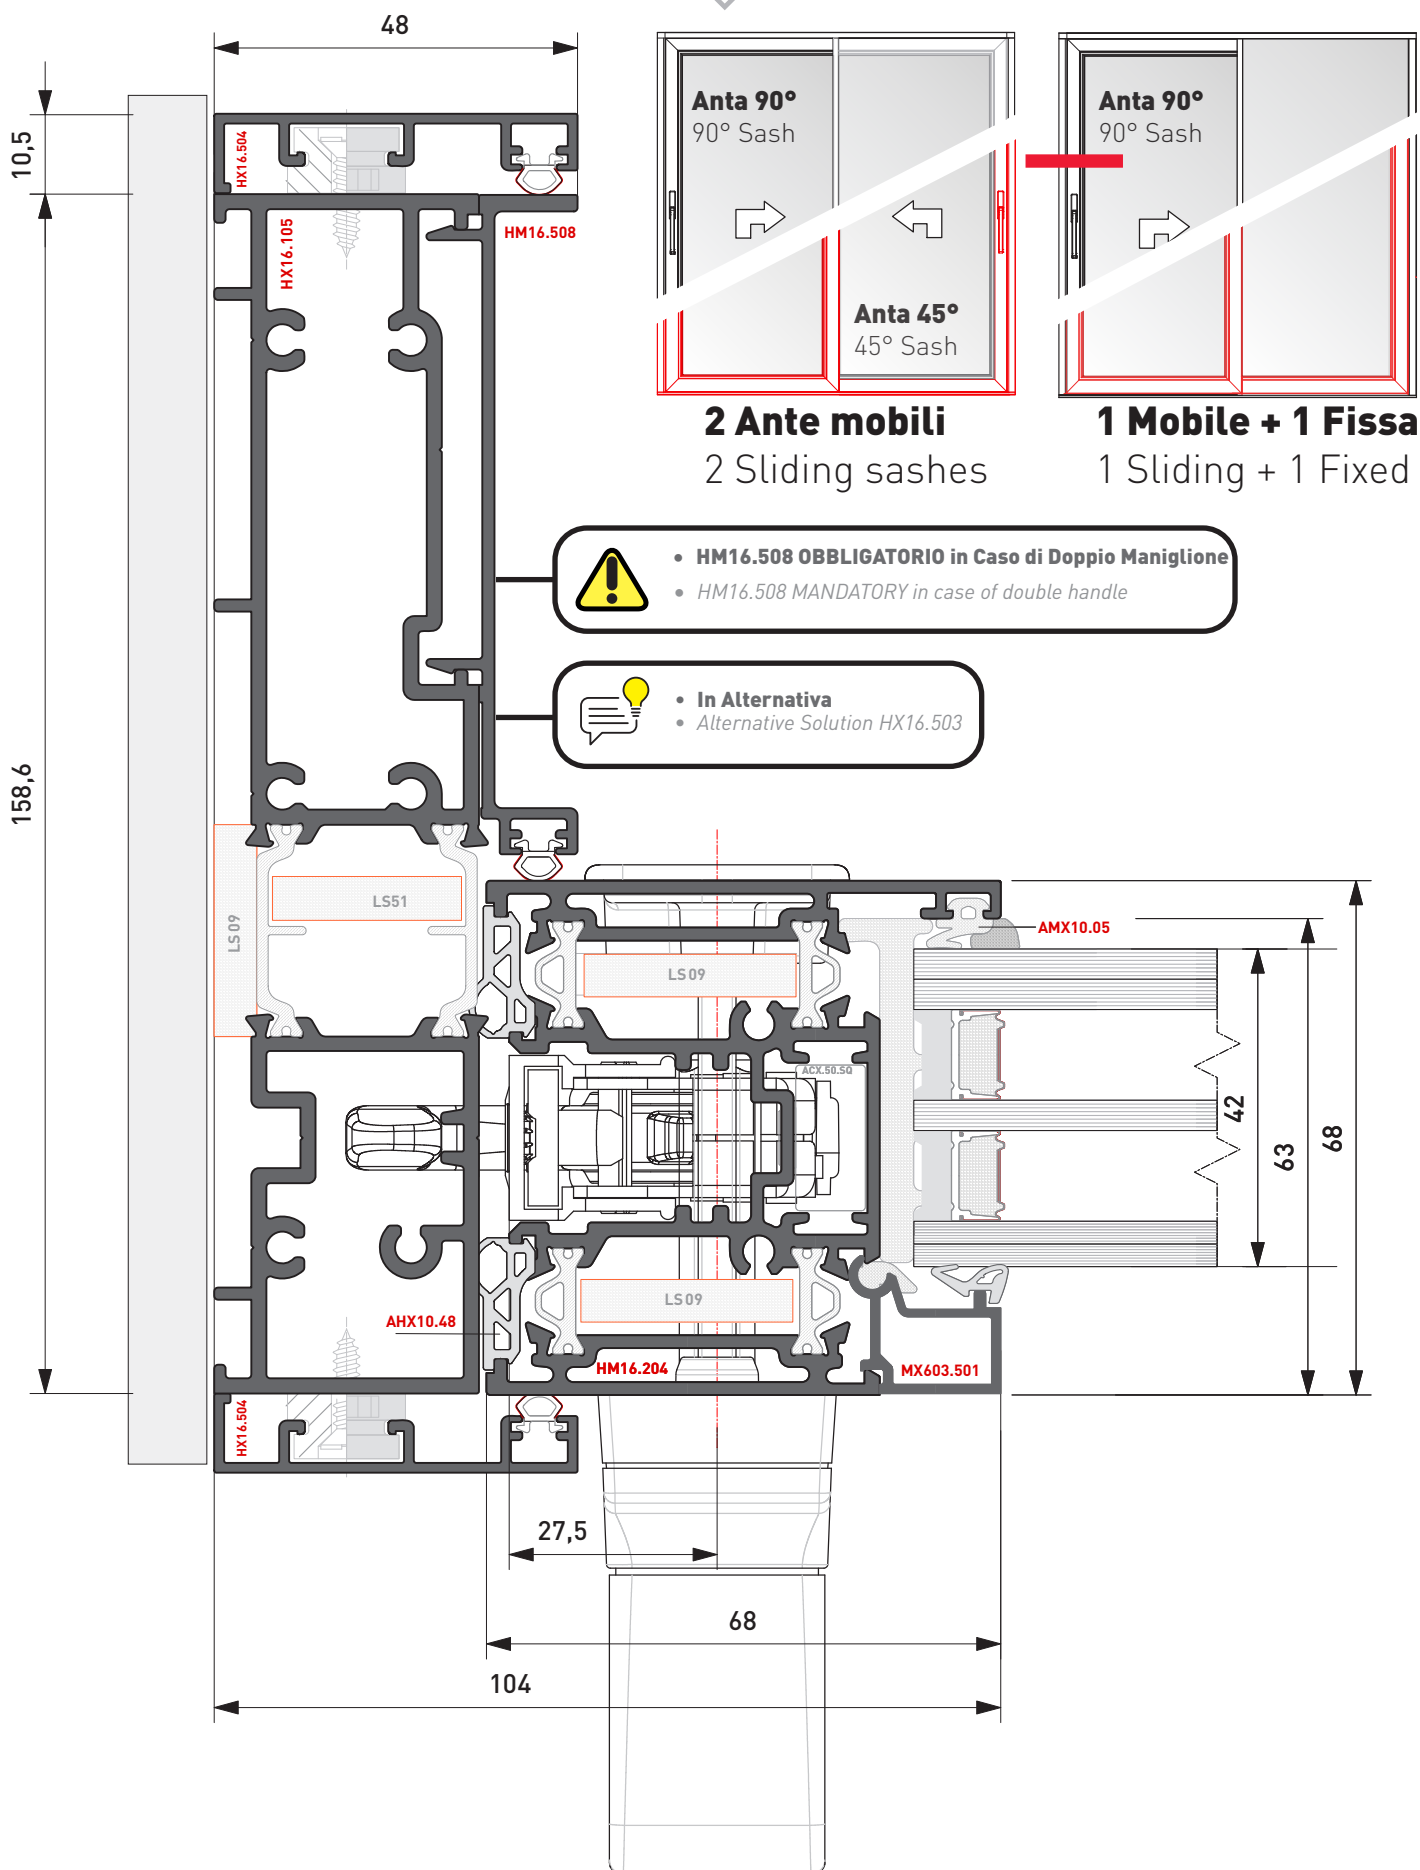 48
10,5
HX16.504
HX16.105
HM16.508
Anta 90°
90° Sash
Anta 45°
45° Sash
Anta 90°
90° Sash
2 Ante mobili
2 Sliding sashes
1 Mobile + 1 Fissa
1 Sliding + 1 Fixed
• HM16.508 OBBLIGATORIO in Caso di Doppio Maniglione
• HM16.508 MANDATORY in case of double handle
• In Alternativa
• Alternative Solution HX16.503
158,6
LS09
LS51
LS09
AMX10.05
ACX.50.SQ
42
63
68
LS09
AHX10.48
HM16.204
MX603.501
HX16.504
27,5
68
104